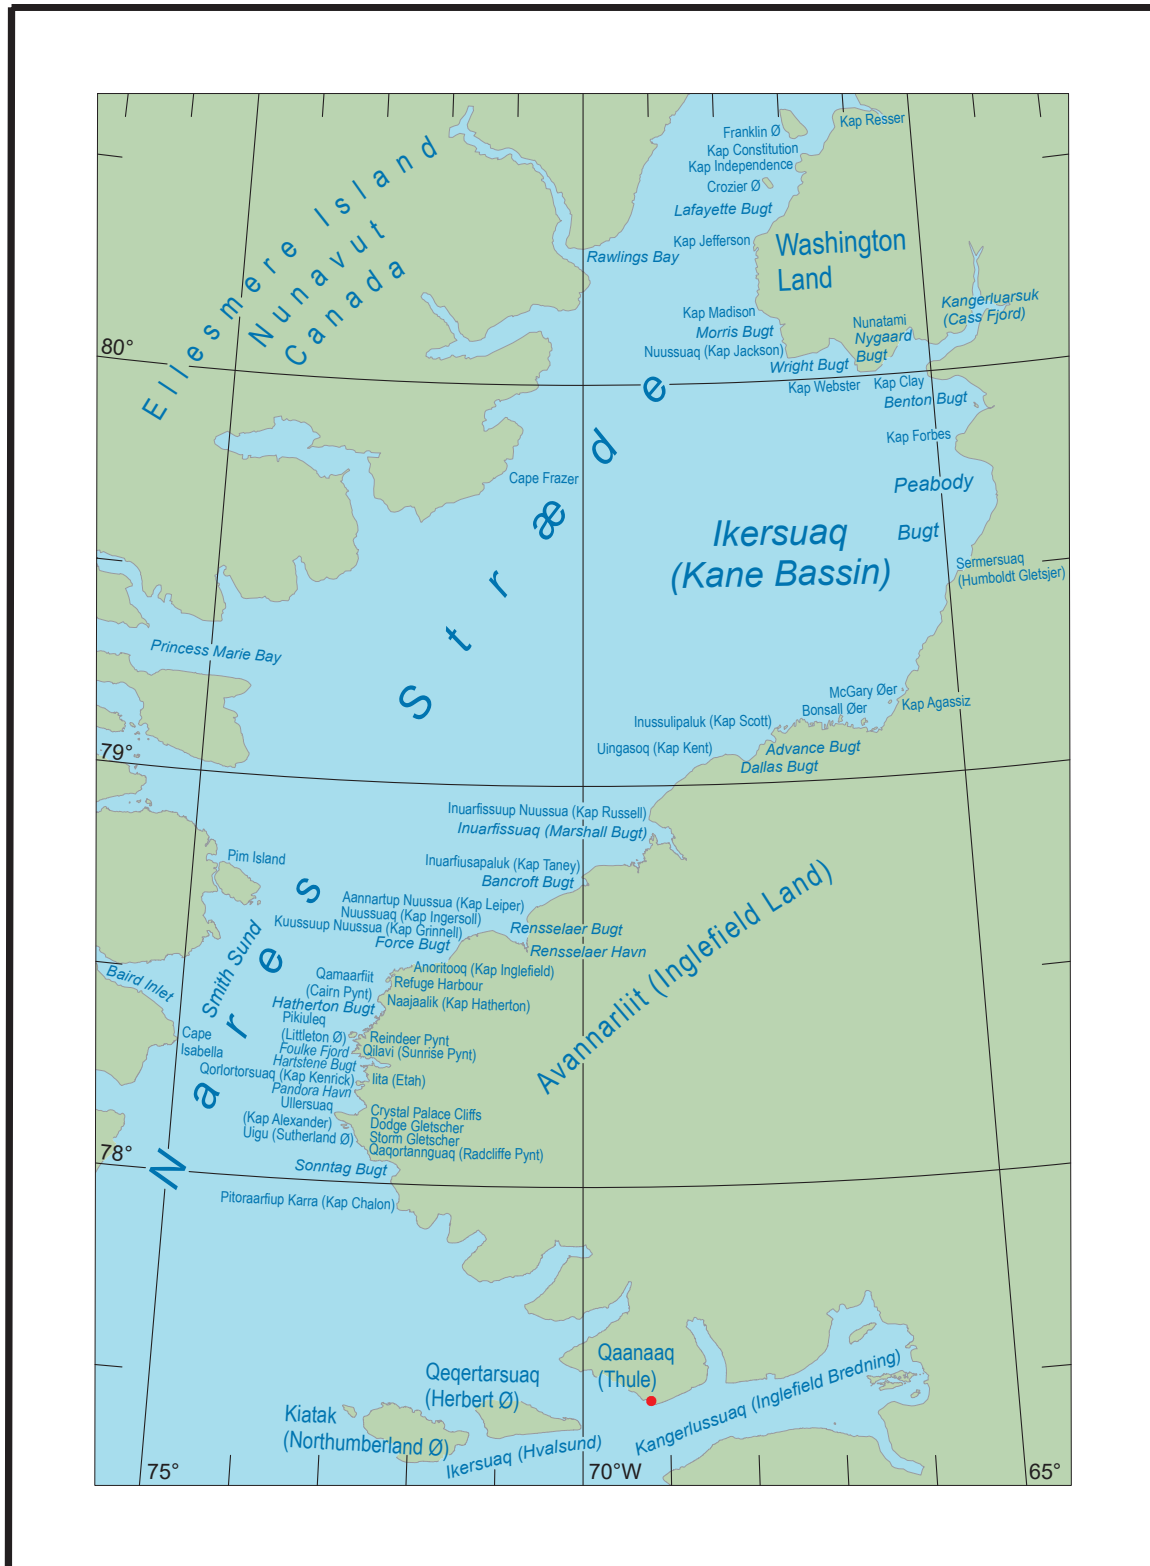 Franklin Ø
Kap Resser
Kap Constitution
Kap Independence
Crozier Ø
Lafayette Bugt
Kap Jefferson
Washington
Land
Rawlings Bay
Ellesmere Island
Nunavut
Canada
Kangerluarsuk
(Cass Fjord)
Kap Madison
Morris Bugt
Nunatami
Nygaard
Bugt
Nuussuaq (Kap Jackson)
Wright Bugt
80°
Kap Webster
Kap Clay
Benton Bugt
Kap Forbes
Cape Frazer
Peabody
Bugt
Ikersuaq
(Kane Bassin)
Sermersuaq
(Humboldt Gletsjer)
Nares Stræde
Princess Marie Bay
McGary Øer
Bonsall Øer
Kap Agassiz
Inussulipaluk (Kap Scott)
Uingasoq (Kap Kent)
Advance Bugt
Dallas Bugt
79°
Inuarfissuup Nuussua (Kap Russell)
Inuarfissuaq (Marshall Bugt)
Pim Island
Inuarfiusapaluk (Kap Taney)
Bancroft Bugt
Aannartup Nuussua (Kap Leiper)
Nuussuaq (Kap Ingersoll)
Kuussuup Nuussua (Kap Grinnell)
Force Bugt
Rensselaer Bugt
Rensselaer Havn
Avannarliit (Inglefield Land)
Smith Sund
Baird Inlet
Anoritooq (Kap Inglefield)
Qamaarfiit
(Cairn Pynt)
Refuge Harbour
Hatherton Bugt
Naajaalik (Kap Hatherton)
Pikiuleq
(Littleton Ø)
Cape
Isabella
Reindeer Pynt
Foulke Fjord
Qilavi (Sunrise Pynt)
Hartstene Bugt
Qorlortorsuaq (Kap Kenrick)
Iita (Etah)
Pandora Havn
Ullersuaq
(Kap Alexander)
Crystal Palace Cliffs
Dodge Gletscher
Uigu (Sutherland Ø)
Storm Gletscher
Qaqortannguaq (Radcliffe Pynt)
78°
Sonntag Bugt
Pitoraarfiup Karra (Kap Chalon)
Qaanaaq
(Thule)
Qeqertarsuaq
(Herbert Ø)
Kiatak
(Northumberland Ø)
Ikersuaq (Hvalsund)
Kangerlussuaq (Inglefield Bredning)
75°
70°W
65°